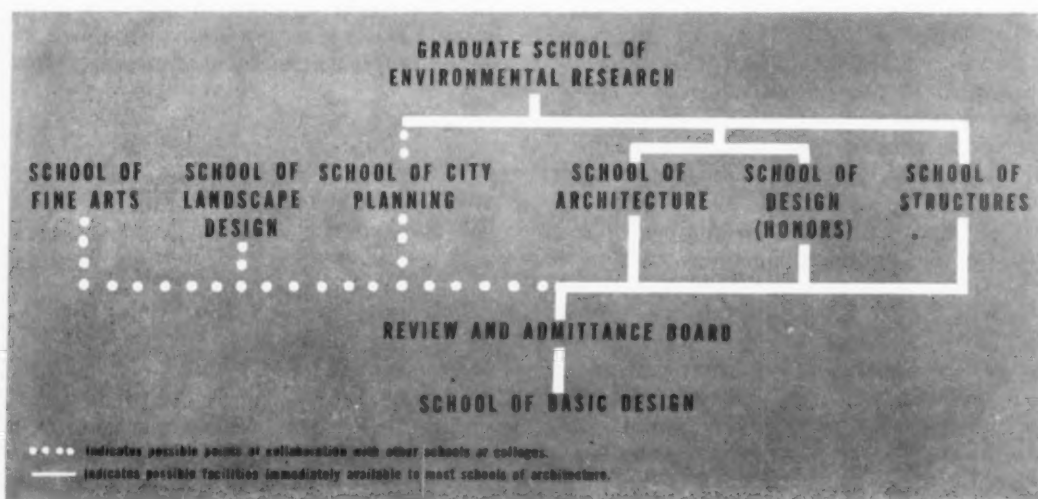 GRADUATE SCHOOL OF
ENVIRONMENTAL RESEARCH
SCHOOL OF
FINE ARTS
SCHOOL OF
LANDSCAPE
DESIGN
SCHOOL OF CITY
PLANNING
SCHOOL OF
ARCHITECTURE
SCHOOL OF
DESIGN
(HONORS)
SCHOOL OF
STRUCTURES
REVIEW AND ADMITTANCE BOARD
SCHOOL OF BASIC DESIGN
indicates possible points of collaboration with other schools or colleges.
indicates possible facilities immediately available to most schools of architecture.